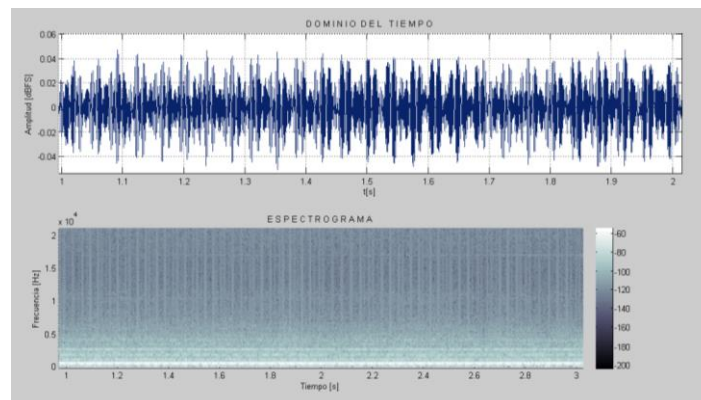 DOMINIO DEL TIEMPO
0.06
0.04
0.02
0
-0.02
-0.04
Amplitud [dBFS]
1 1.1 1.2 1.3 1.4 1.5 1.6 1.7 1.8 1.9 2
t[s]
ESPECTROGRAMA
x 10^4
2
1.5
1
0.5
0
Frecuencia [Hz]
1 1.2 1.4 1.6 1.8 2 2.2 2.4 2.6 2.8 3
Tiempo [s]
-60
-80
-100
-120
-140
-160
-180
-200